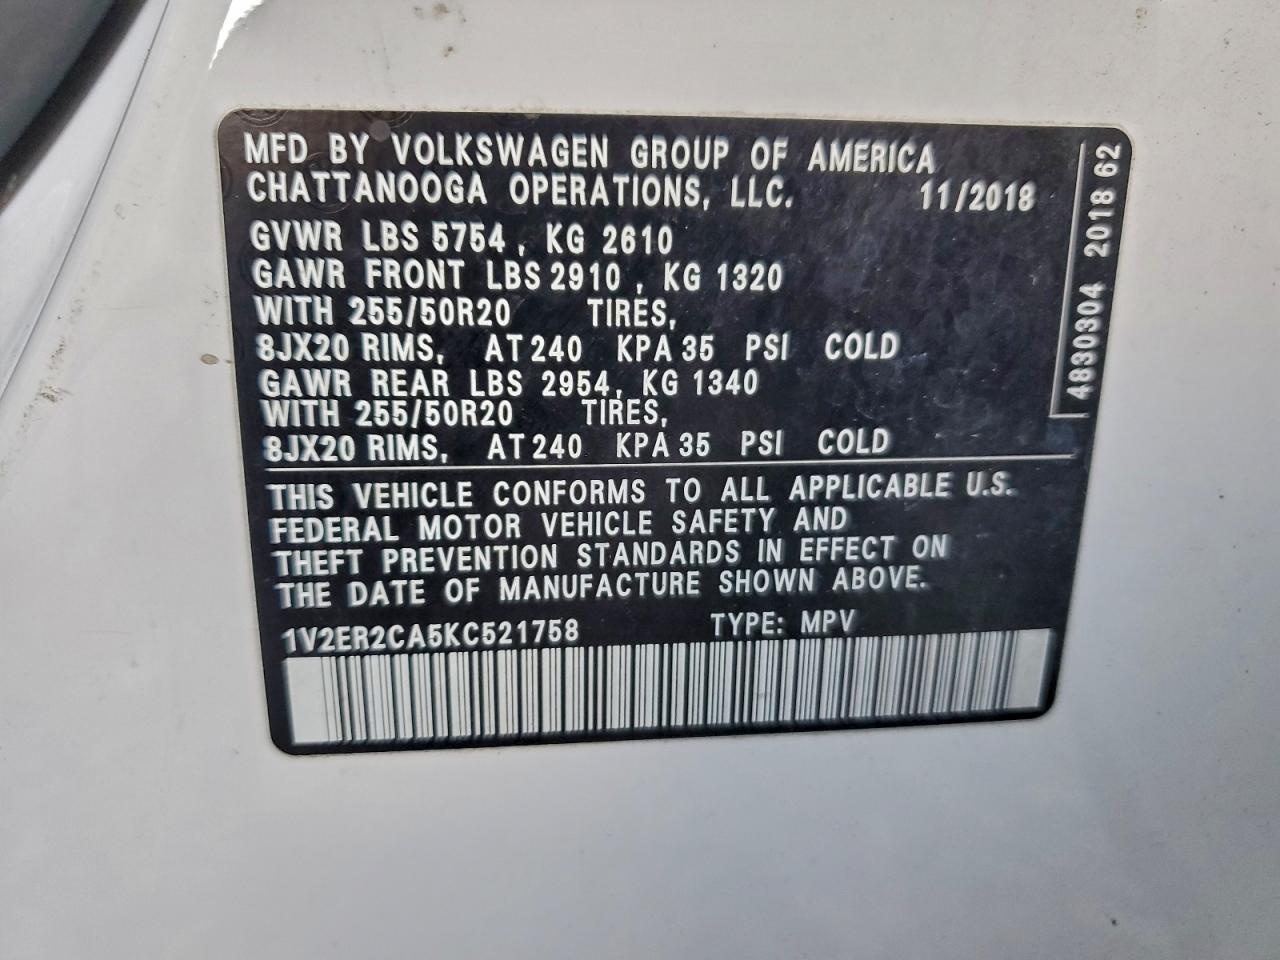 MFD BY VOLKSWAGEN GROUP OF AMERICA
CHATTANOOGA OPERATIONS, LLC. 11/2018
GVWR LBS 5754, KG 2610
GAWR FRONT LBS 2910, KG 1320
WITH 255/50R20 TIRES,
8JX20 RIMS, AT 240 KPA 35 PSI COLD
GAWR REAR LBS 2954, KG 1340
WITH 255/50R20 TIRES,
8JX20 RIMS, AT 240 KPA 35 PSI COLD
THIS VEHICLE CONFORMS TO ALL APPLICABLE U.S.
FEDERAL MOTOR VEHICLE SAFETY AND
THEFT PREVENTION STANDARDS IN EFFECT ON
THE DATE OF MANUFACTURE SHOWN ABOVE.
1V2ER2CA5KC521758 TYPE: MPV
4830304 2018 62